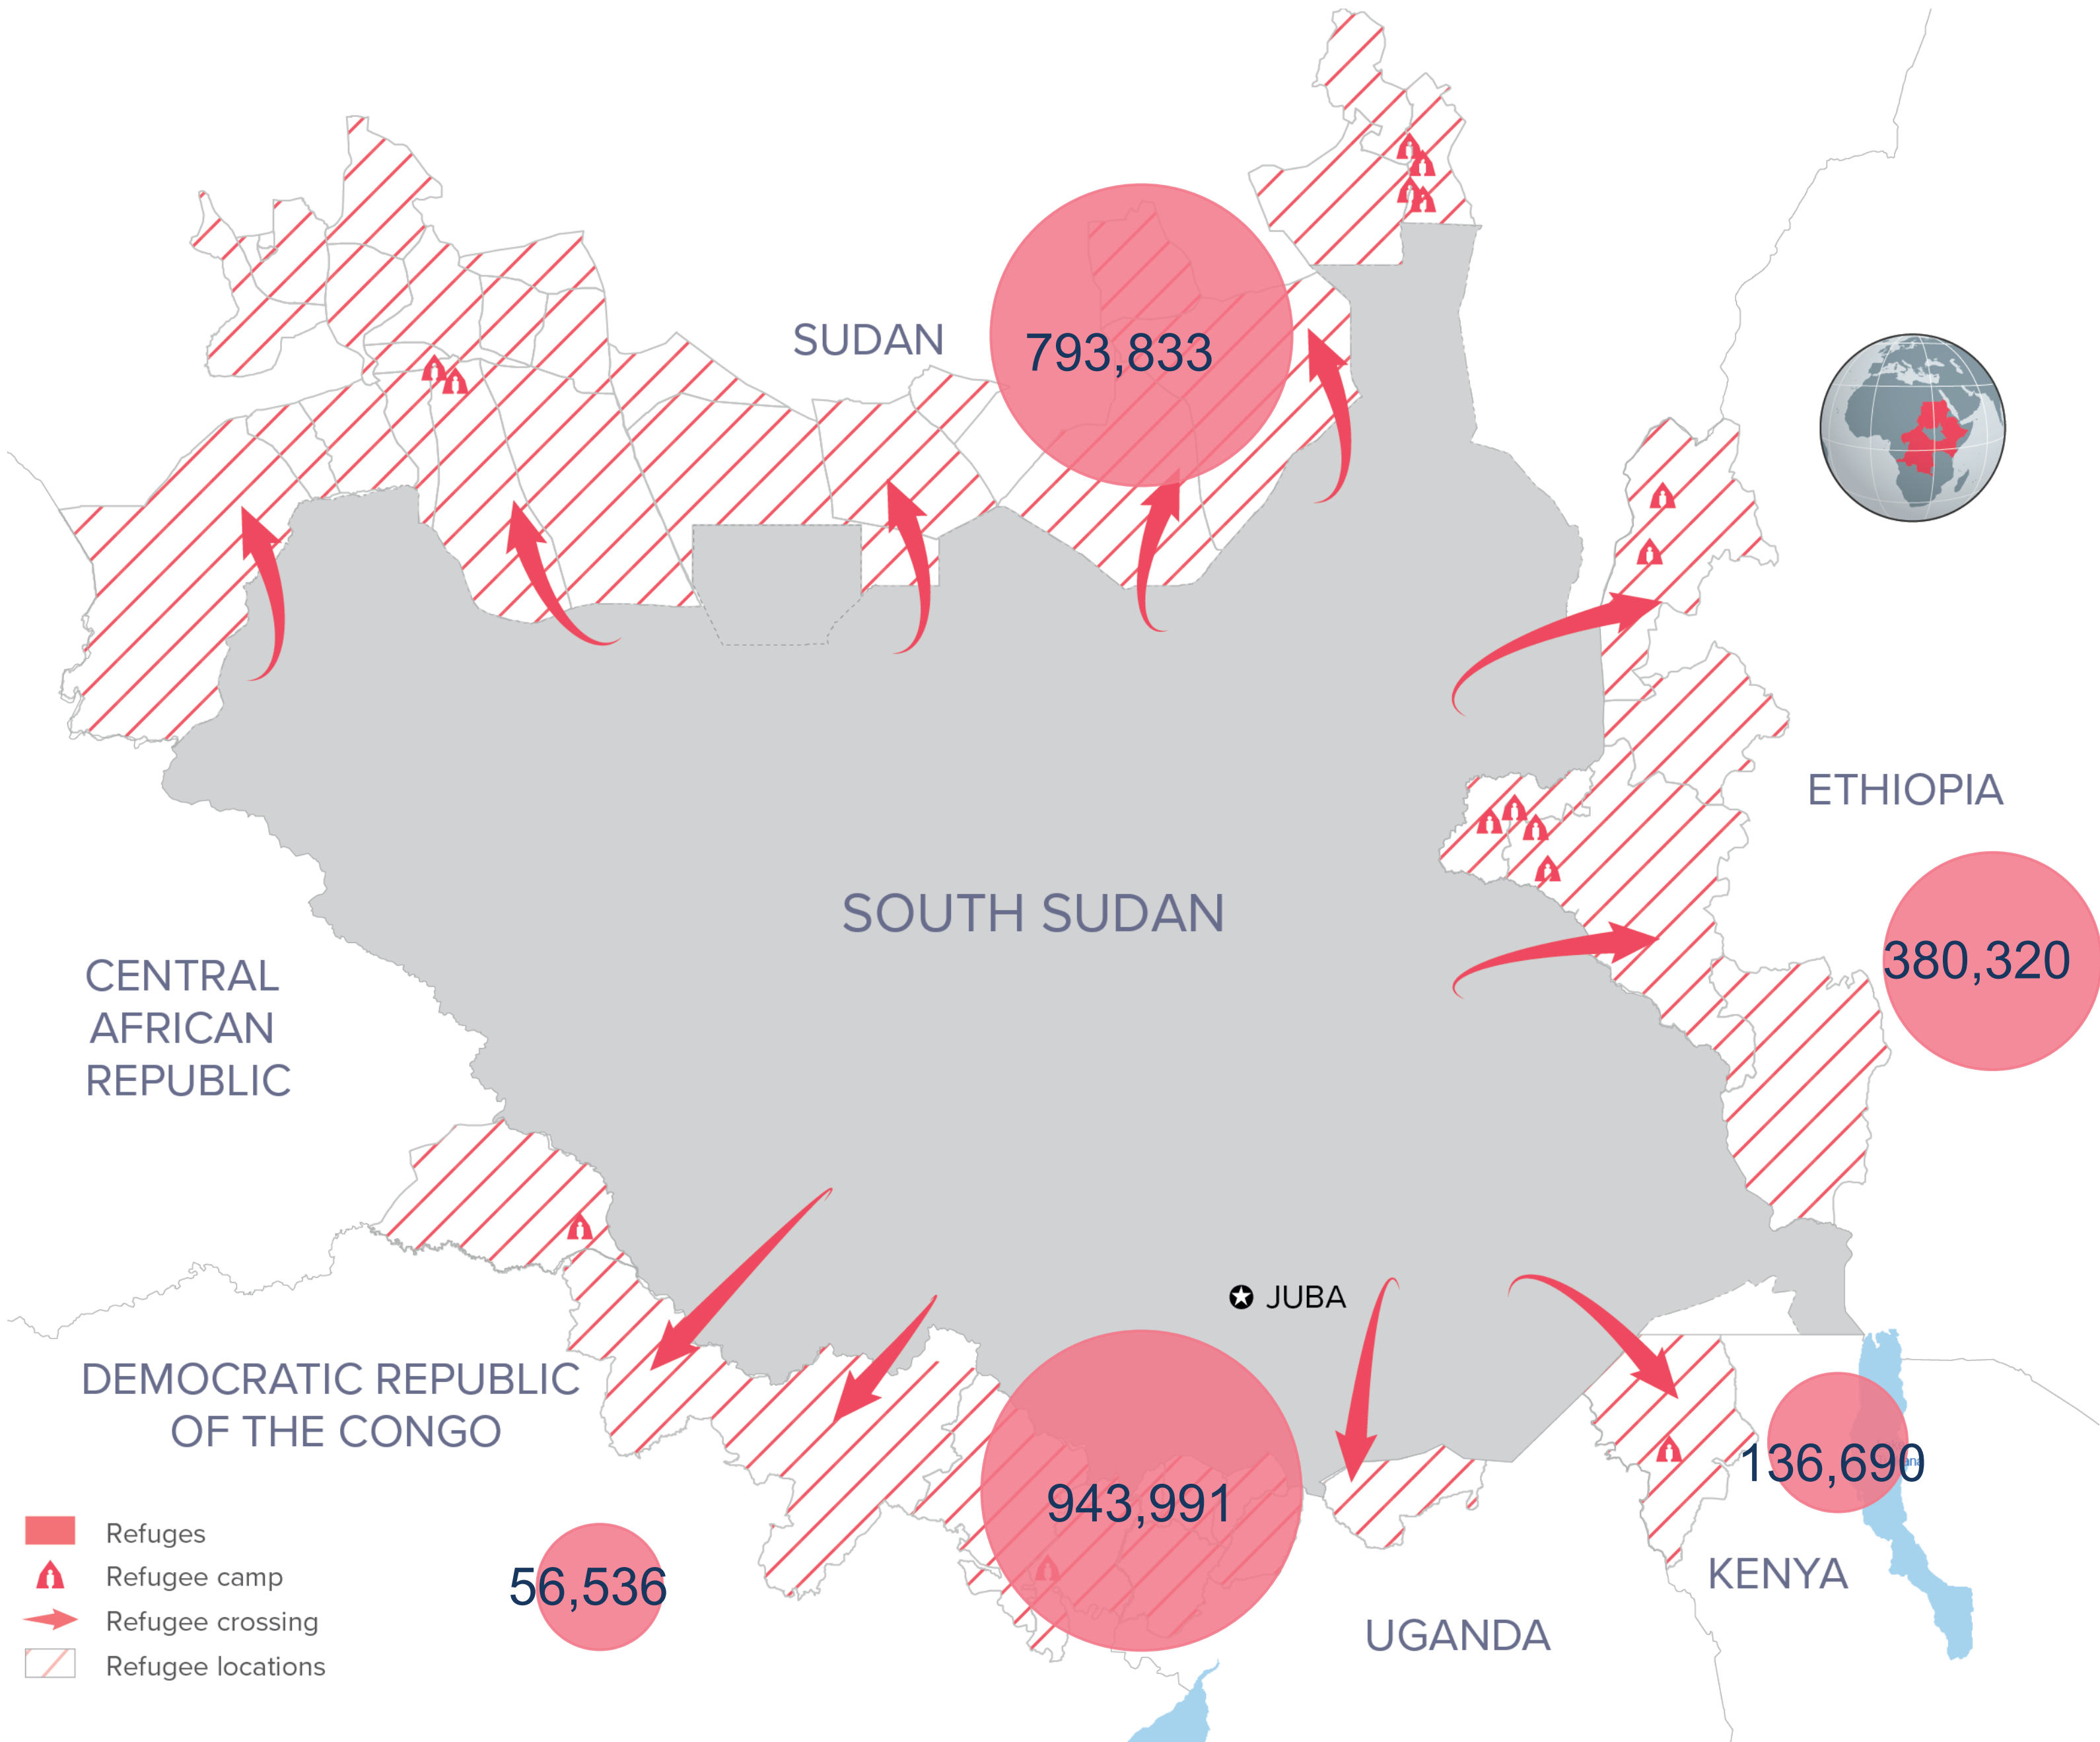 SUDAN
793,833
ETHIOPIA
SOUTH SUDAN
380,320
CENTRAL
AFRICAN
REPUBLIC
JUBA
DEMOCRATIC REPUBLIC
OF THE CONGO
136,690
943,991
56,536
KENYA
UGANDA
Refuges
Refugee camp
Refugee crossing
Refugee locations